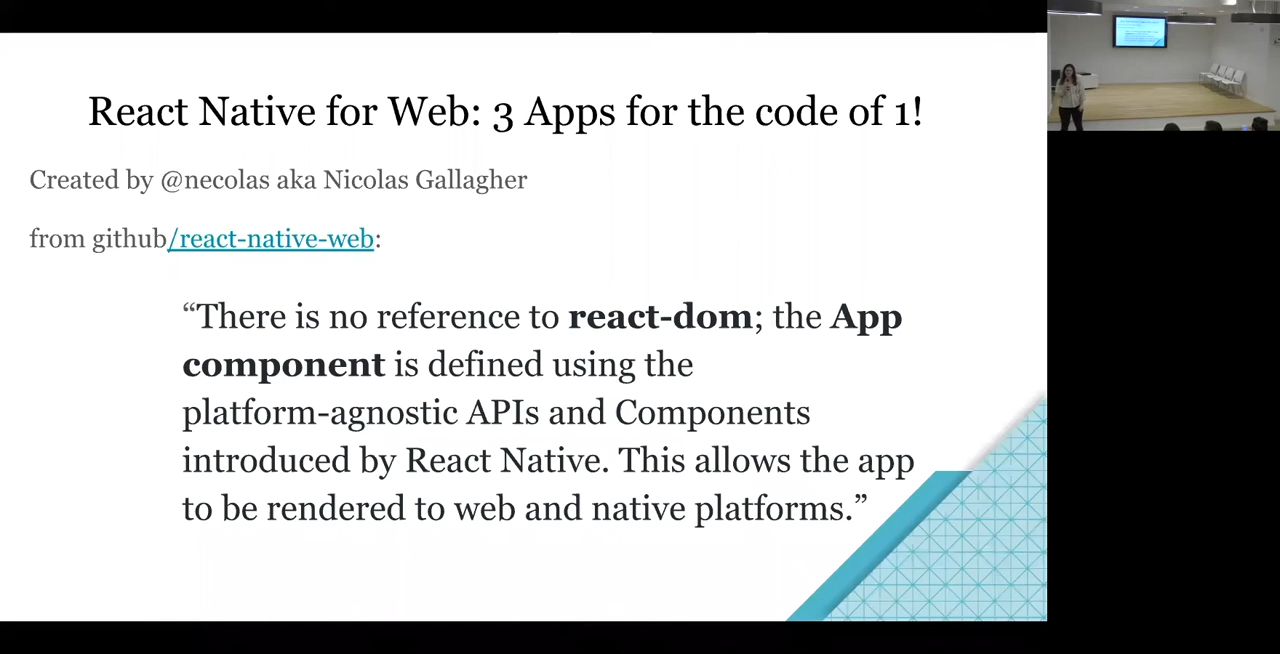 React Native for Web: 3 Apps for the code of 1!
Created by @necolas aka Nicolas Gallagher
from github/react-native-web:
“There is no reference to react-dom; the App
component is defined using the
platform-agnostic APIs and Components
introduced by React Native. This allows the app
to be rendered to web and native platforms.”